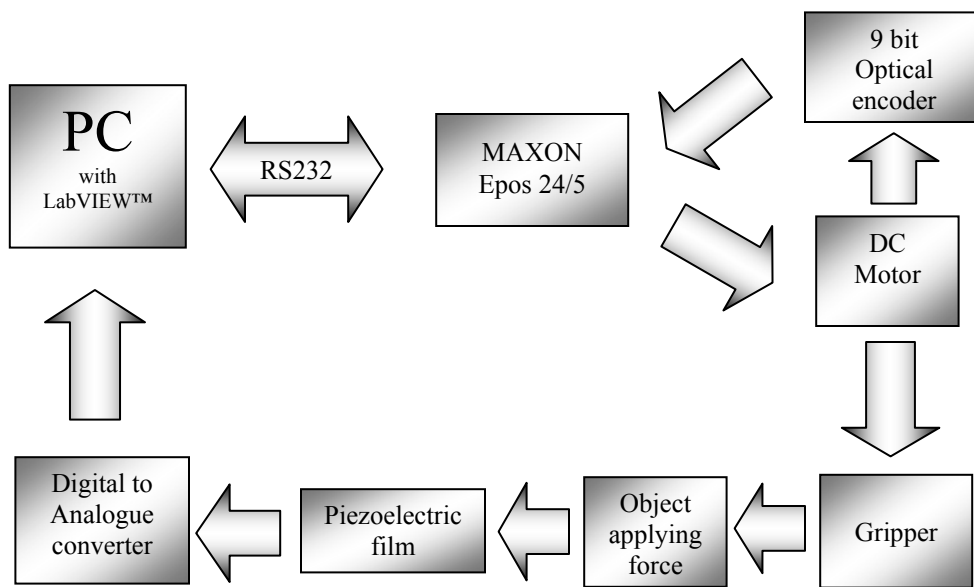 PC
with
LabVIEW™
RS232
MAXON
Epos 24/5
9 bit
Optical
encoder
DC
Motor
Digital to
Analogue
converter
Piezoelectric
film
Object
applying
force
Gripper